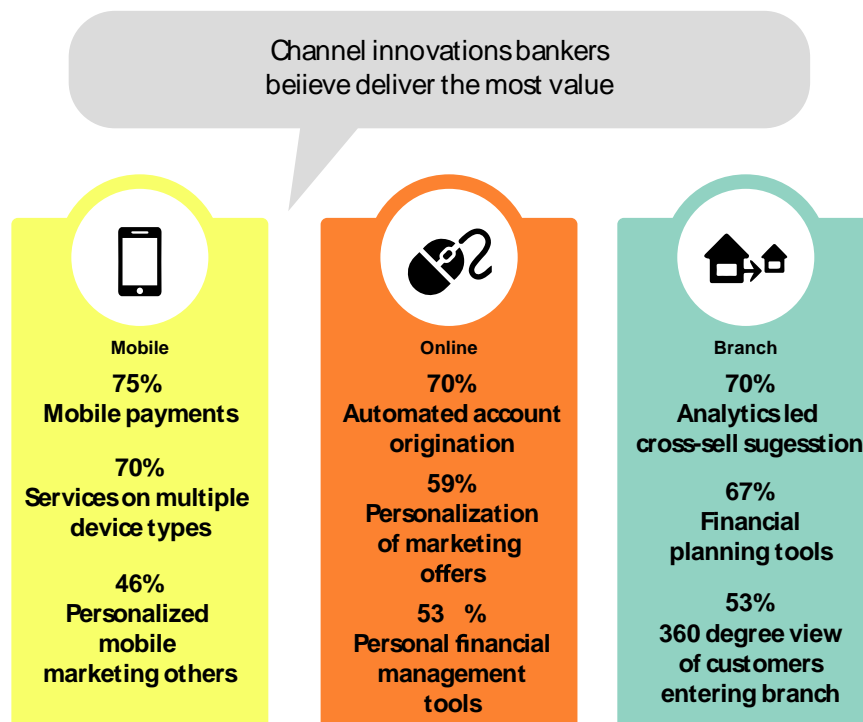 Channel innovations bankers
beiieve deliver the most value
Mobile
75%
Mobile payments
70%
Services on multiple
device types
46%
Personalized
mobile
marketing others
Online
70%
Automated account
origination
59%
Personalization
of marketing
offers
53 %
Personal financial
management
tools
Branch
70%
Analytics led
cross-sell sugesstion
67%
Financial
planning tools
53%
360 degree view
of customers
entering branch